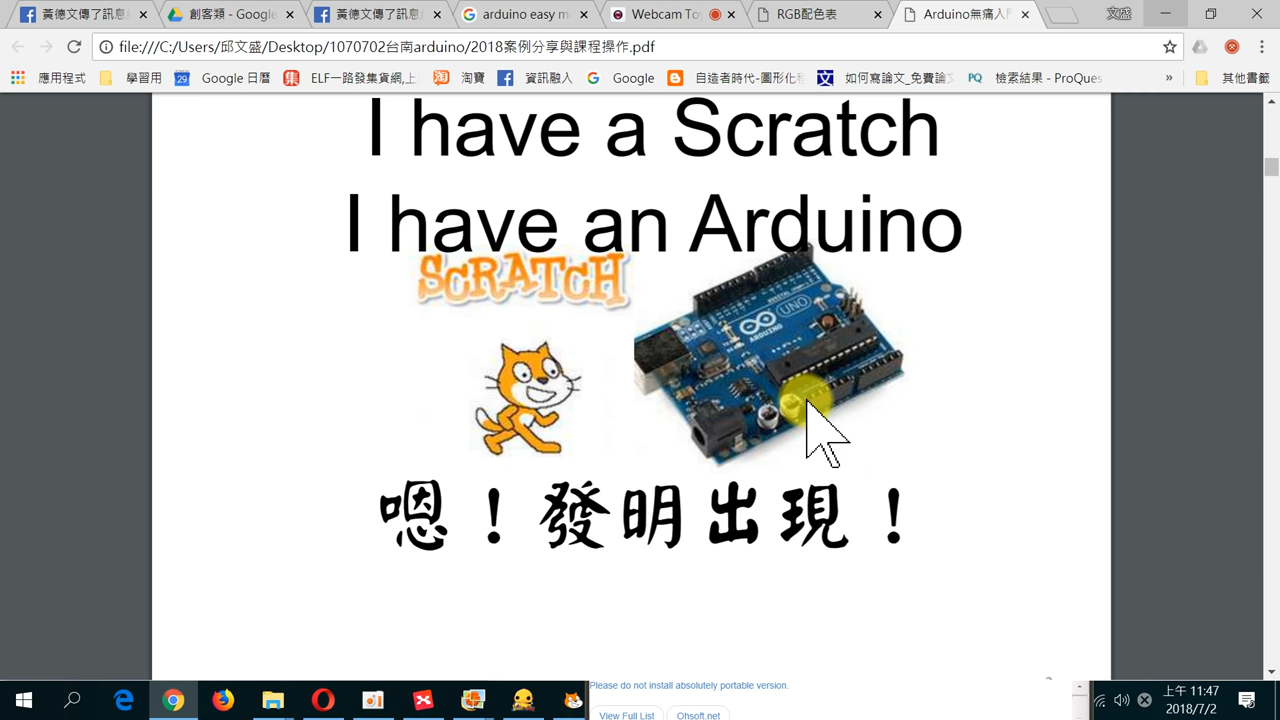 黃德文傳了訊息
創客類 - Google
黃德文傳了訊息
arduino easy m
Webcam To
RGB配色表
Arduino無痛入
文盛
file:///C:/Users/邱文盛/Desktop/1070702台南arduino/2018案例分享與課程操作.pdf
應用程式
學習用
29
Google 日曆
集
ELF一路發集貨網,上
淘
淘寶
資訊融入
Google
自造者時代-圖形化
文
如何寫論文_免費論
PQ
檢索結果 - ProQues
»
其他書籤
I have a Scratch
I have an Arduino
SCRATCH
ARDUINO
UNO
嗯！發明出現！
Please do not install absolutely portable version.
View Full List
Ohsoft.net
上午 11:47
2018/7/2